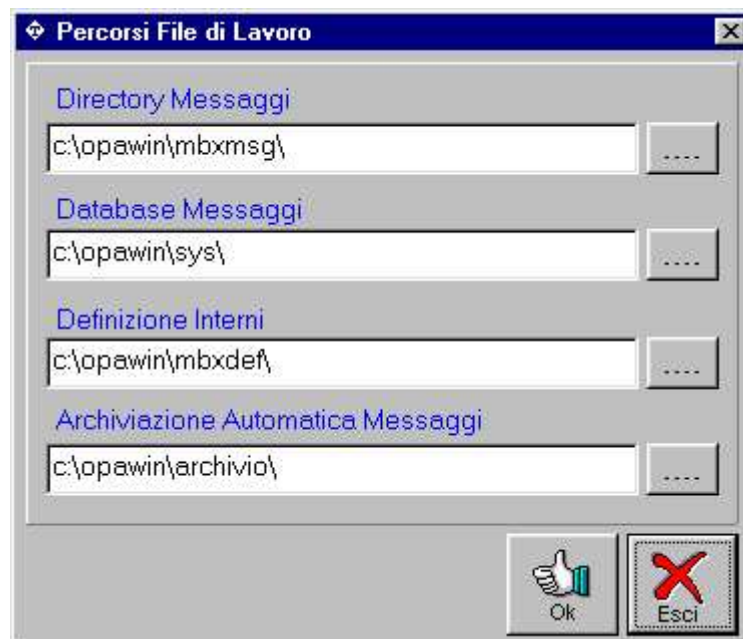 Percorsi File di Lavoro
Directory Messaggi
c:\opawin\mbxmsg\
....
Database Messaggi
c:\opawin\sys\
....
Definizione Interni
c:\opawin\mbxdef\
....
Archiviazione Automatica Messaggi
c:\opawin\archivio\
....
Ok
Esci